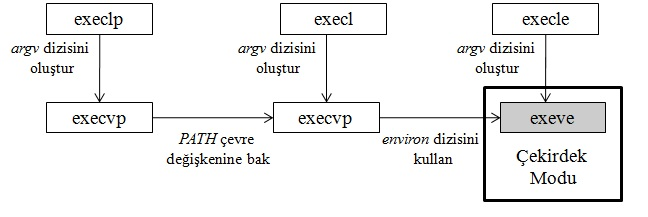 execlp
execl
execle
argv dizisini
oluştur
argv dizisini
oluştur
argv dizisini
oluştur
execvp
execvp
exeve
PATH çevre
değişkenine bak
environ dizisini
kullan
Çekirdek
Modu